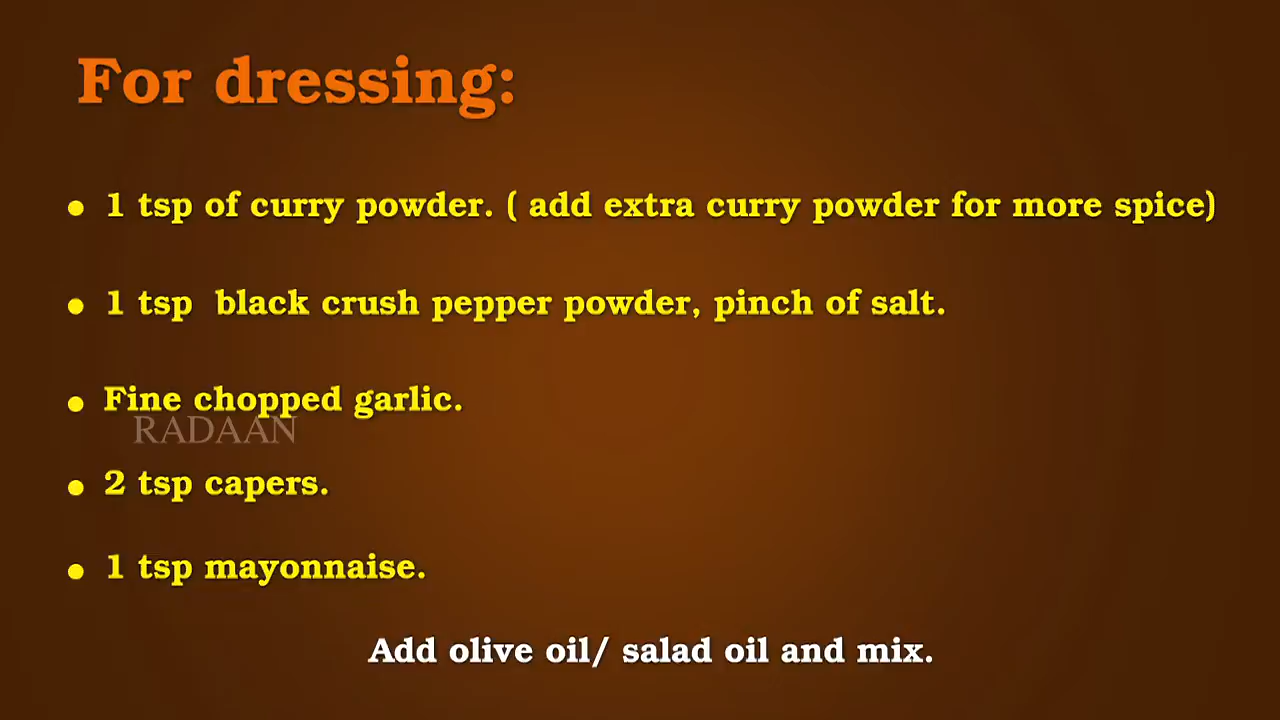 For dressing:
• 1 tsp of curry powder. ( add extra curry powder for more spice)
• 1 tsp  black crush pepper powder, pinch of salt.
• Fine chopped garlic.
RADAAN
• 2 tsp capers.
• 1 tsp mayonnaise.
Add olive oil/ salad oil and mix.